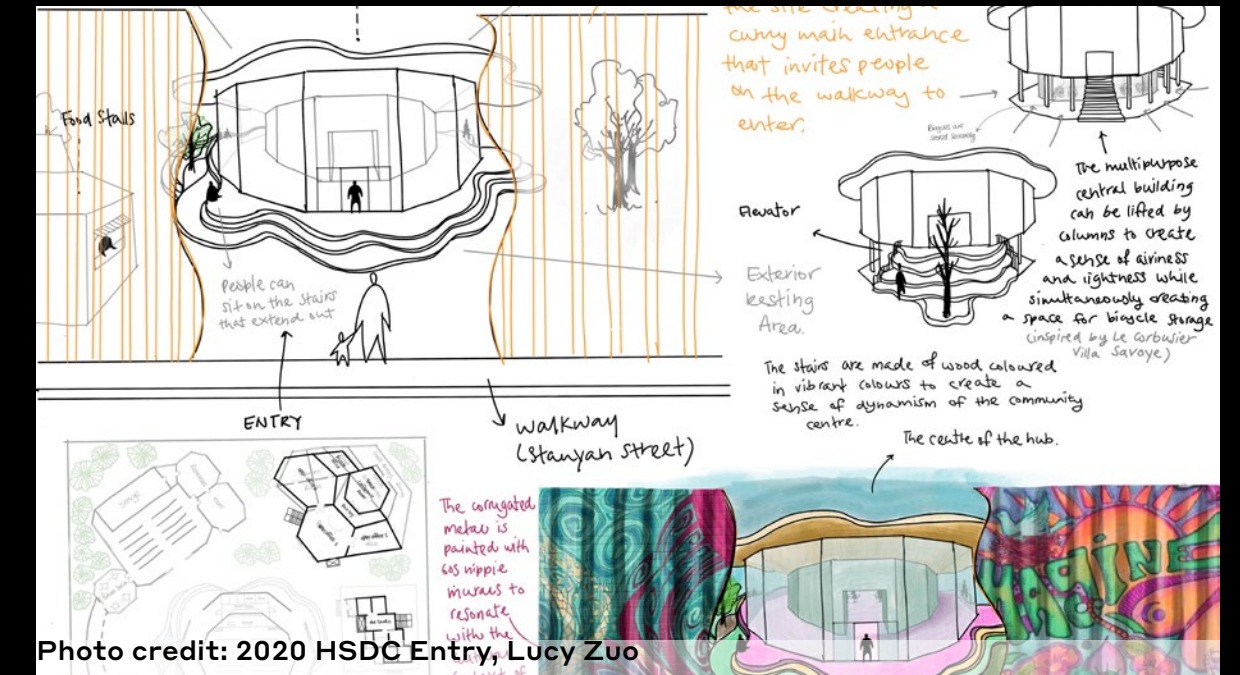 the site creating a
curvy main entrance
that invites people
on the walkway to
enter.
Food Stalls
People can
sit on the stairs
that extend out
ENTRY
Walkway
(Stanyan Street)
Elevator
Exterior
Resting
Area.
The multipurpose
central building
can be lifted by
columns to create
a sense of airiness
and lightness while
simultaneously creating
a space for bicycle storage
(inspired by Le Corbusier
Villa Savoye)
The stairs are made of wood coloured
in vibrant colours to create a
sense of dynamism of the community
centre.
The centre of the hub.
The corrugated
metal is
painted with
60s hippie
murals to
resonate
with the
IMAGINE
Photo credit: 2020 HSDC Entry, Lucy Zuo